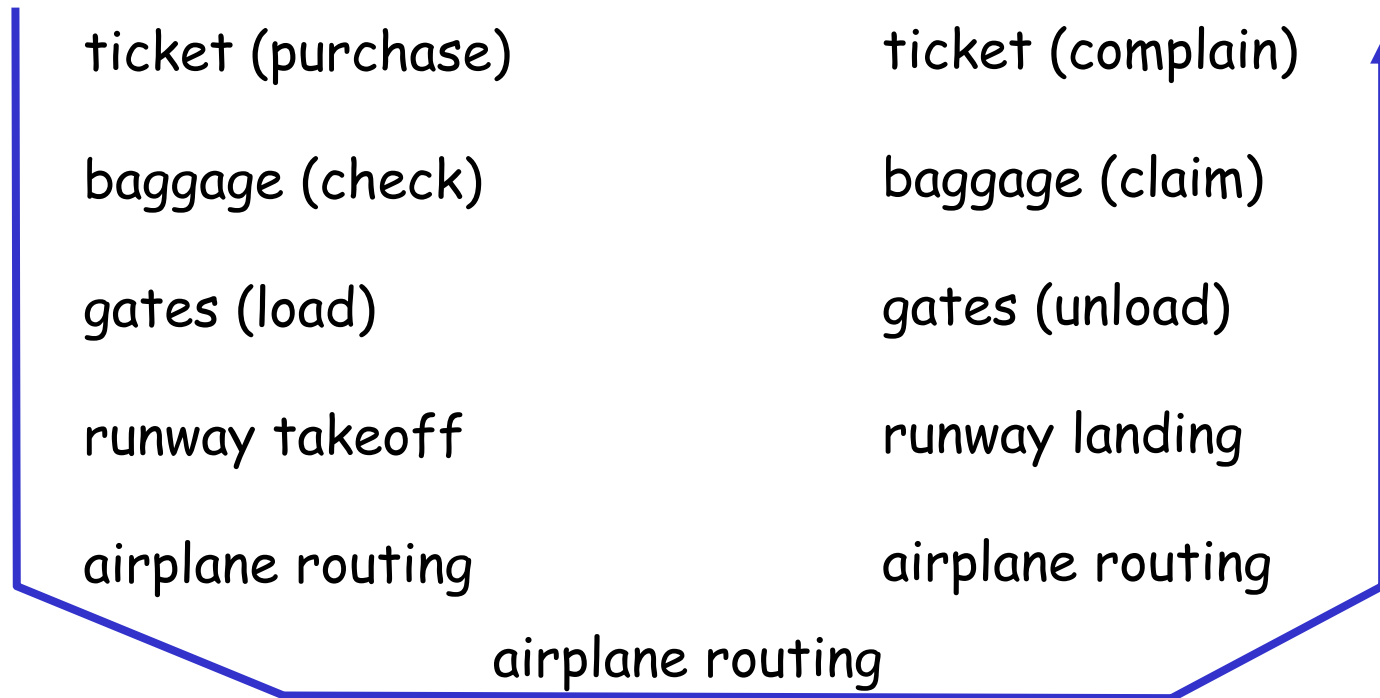 ticket (purchase)
baggage (check)
gates (load)
runway takeoff
airplane routing
airplane routing
ticket (complain)
baggage (claim)
gates (unload)
runway landing
airplane routing